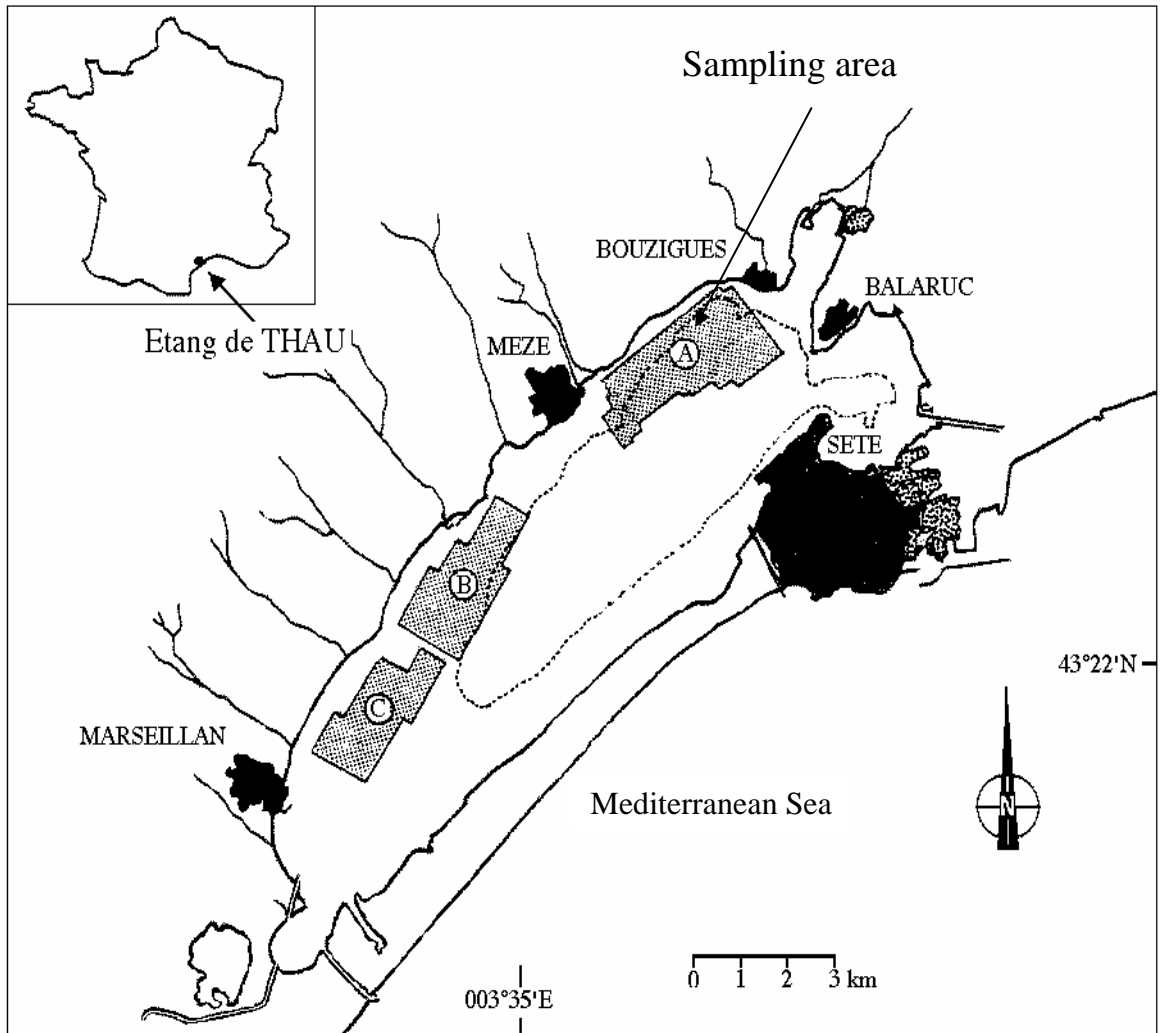 Sampling area
BOUZIGUES
BALARUC
Etang de THAU
MEZE
A
SETE
B
43°22'N
C
MARSEILLAN
Mediterranean Sea
N
0 1 2 3 km
003°35'E